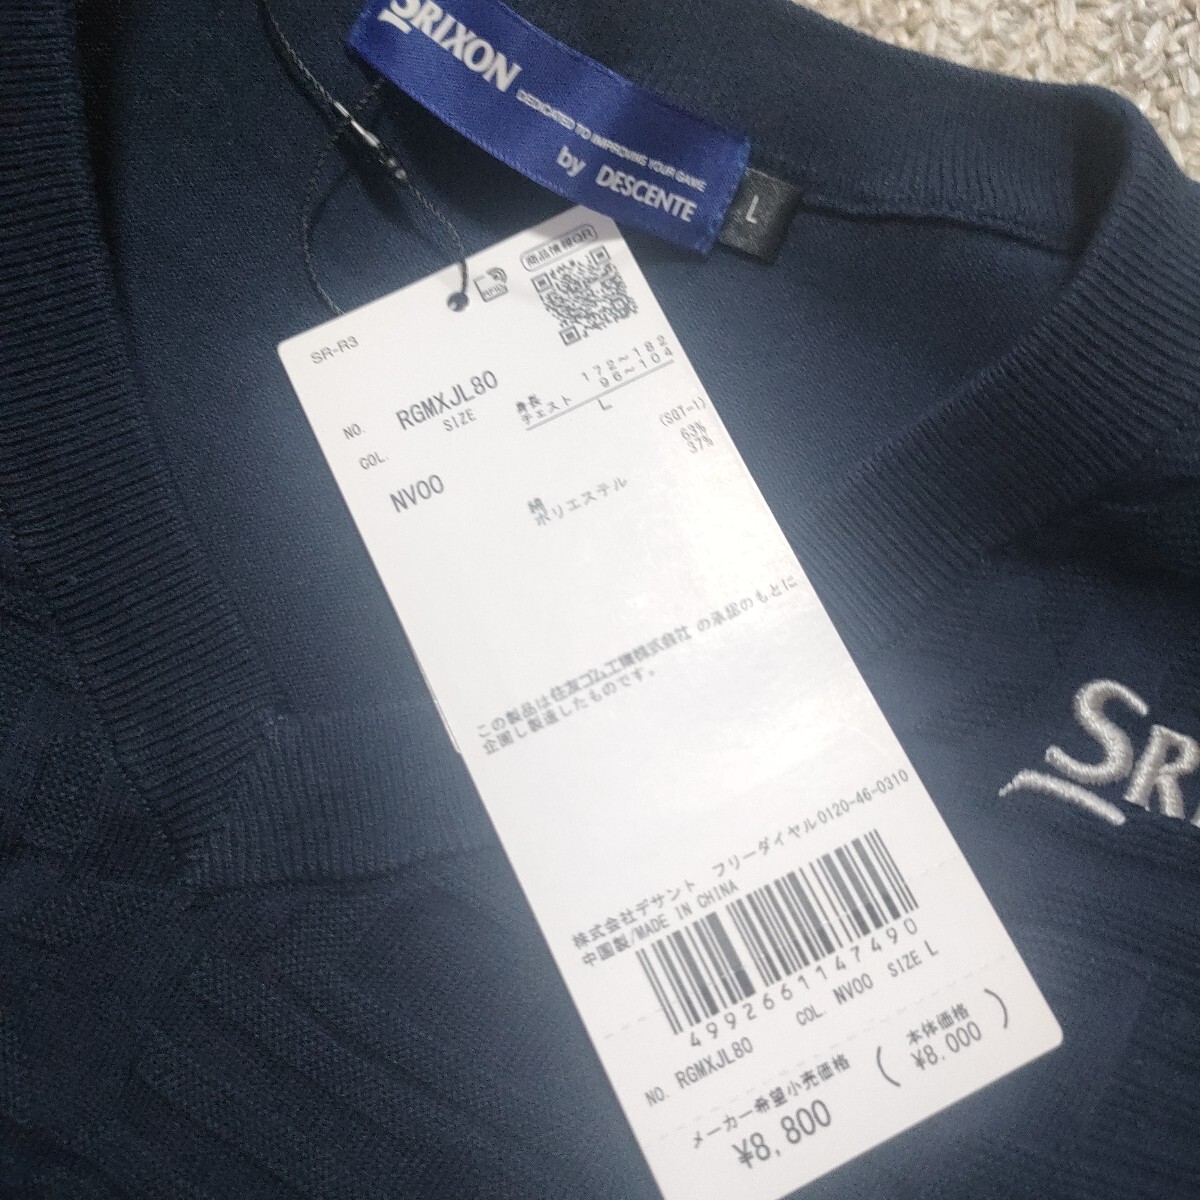 SRIXON
DEDICATED TO IMPROVING YOUR GAME
by DESCENTE
L
商品情報QR
RFID
SR-R3
NO. RGMXJL80
SIZE
身長 172~182
チェスト 96~104
L
COL.
NV00
(SQT-1)
綿 63%
ポリエステル 37%
この製品は住友ゴム工業株式会社 の承認のもとに
企画し製造したものです。
株式会社デサント フリーダイヤル0120-46-0310
中国製/MADE IN CHINA
4992661147490
NO. RGMXJL80 COL. NV00 SIZE L
メーカー希望小売価格 (本体価格
¥8,800 ¥8,000)
SRI